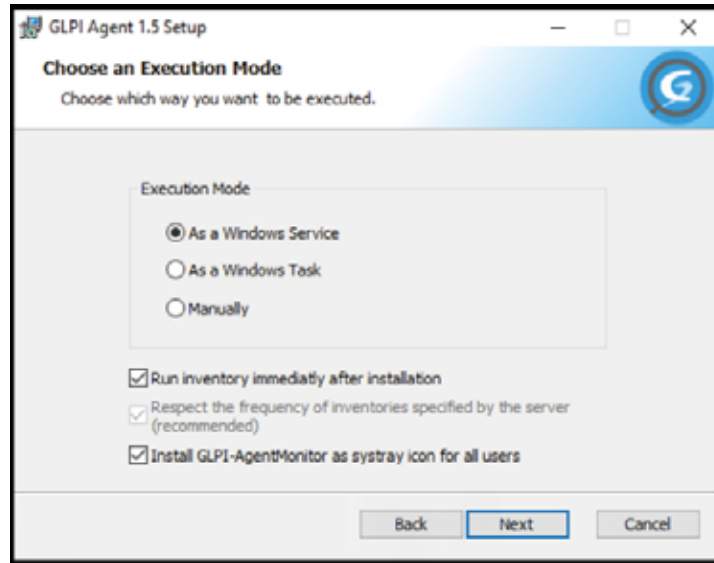 GLPI Agent 1.5 Setup
Choose an Execution Mode
Choose which way you want to be executed.
Execution Mode
As a Windows Service
As a Windows Task
Manually
Run inventory immediatly after installation
Respect the frequency of inventories specified by the server
(recommended)
Install GLPI-AgentMonitor as systray icon for all users
Back Next Cancel